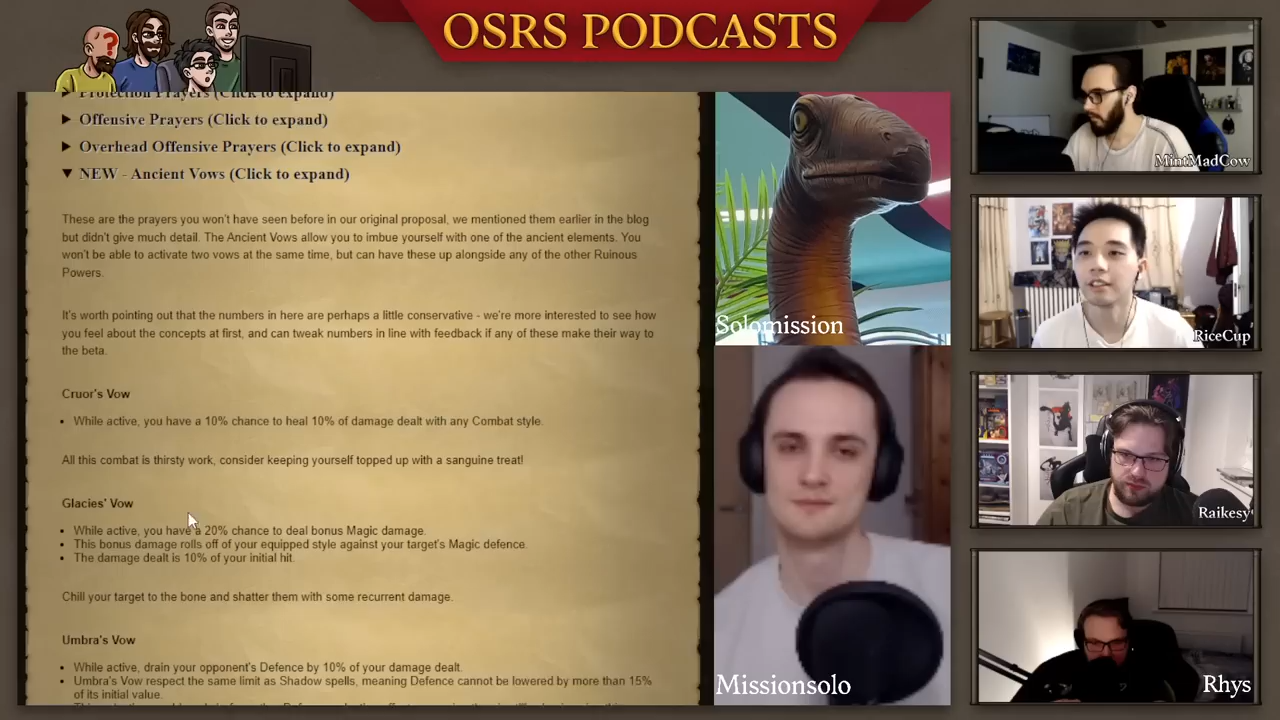 OSRS PODCASTS
Protection Prayers (Click to expand)
Offensive Prayers (Click to expand)
Overhead Offensive Prayers (Click to expand)
NEW - Ancient Vows (Click to expand)
These are the prayers you won't have seen before in our original proposal, we mentioned them earlier in the blog
but didn't give much detail. The Ancient Vows allow you to imbue yourself with one of the ancient elements. You
won't be able to activate two vows at the same time, but can have these up alongside any of the other Ruinous
Powers.
It's worth pointing out that the numbers in here are perhaps a little conservative - we're more interested to see how
you feel about the concepts at first, and can tweak numbers in line with feedback if any of these make their way to
the beta.
Cruor's Vow
• While active, you have a 10% chance to heal 10% of damage dealt with any Combat style.
All this combat is thirsty work, consider keeping yourself topped up with a sanguine treat!
Glacies' Vow
• While active, you have a 20% chance to deal bonus Magic damage.
• This bonus damage rolls off of your equipped style against your target's Magic defence.
• The damage dealt is 10% of your initial hit.
Chill your target to the bone and shatter them with some recurrent damage.
Umbra's Vow
• While active, drain your opponent's Defence by 10% of your damage dealt.
• Umbra's Vow respect the same limit as Shadow spells, meaning Defence cannot be lowered by more than 15%
of its initial value.
Solomission
Missionsolo
MintMadCow
RiceCup
Raikesy
Rhys